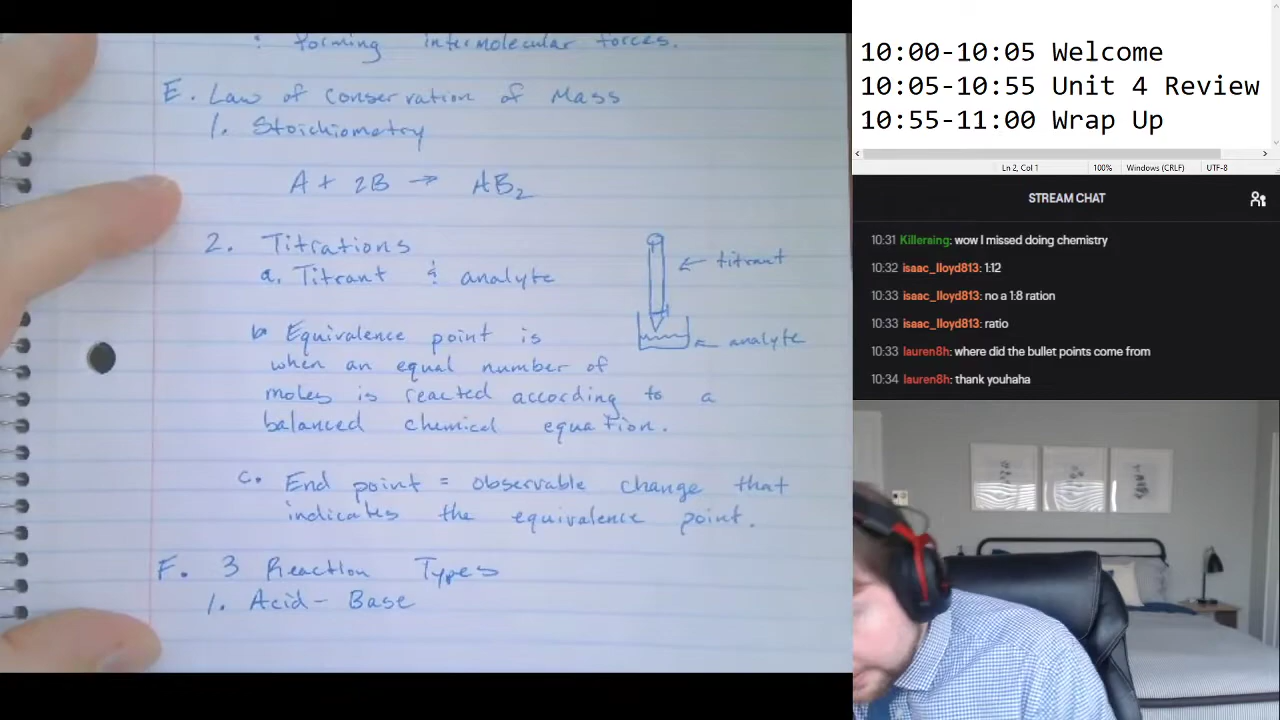 : forming intermolecular forces.
E. Law of Conservation of Mass
1. Stoichiometry
A + 2B → AB2
2. Titrations
a. Titrant & analyte
← titrant
← analyte
b. Equivalence point is
when an equal number of
moles is reacted according to a
balanced chemical equation.
c. End point = observable change that
indicates the equivalence point.
F. 3 Reaction Types
1. Acid - Base
10:00-10:05 Welcome
10:05-10:55 Unit 4 Review
10:55-11:00 Wrap Up
Ln 2, Col 1 100% Windows (CRLF) UTF-8
STREAM CHAT
10:31 Killeraing: wow I missed doing chemistry
10:32 isaac_lloyd813: 1:12
10:33 isaac_lloyd813: no a 1:8 ration
10:33 isaac_lloyd813: ratio
10:33 lauren8h: where did the bullet points come from
10:34 lauren8h: thank youhaha